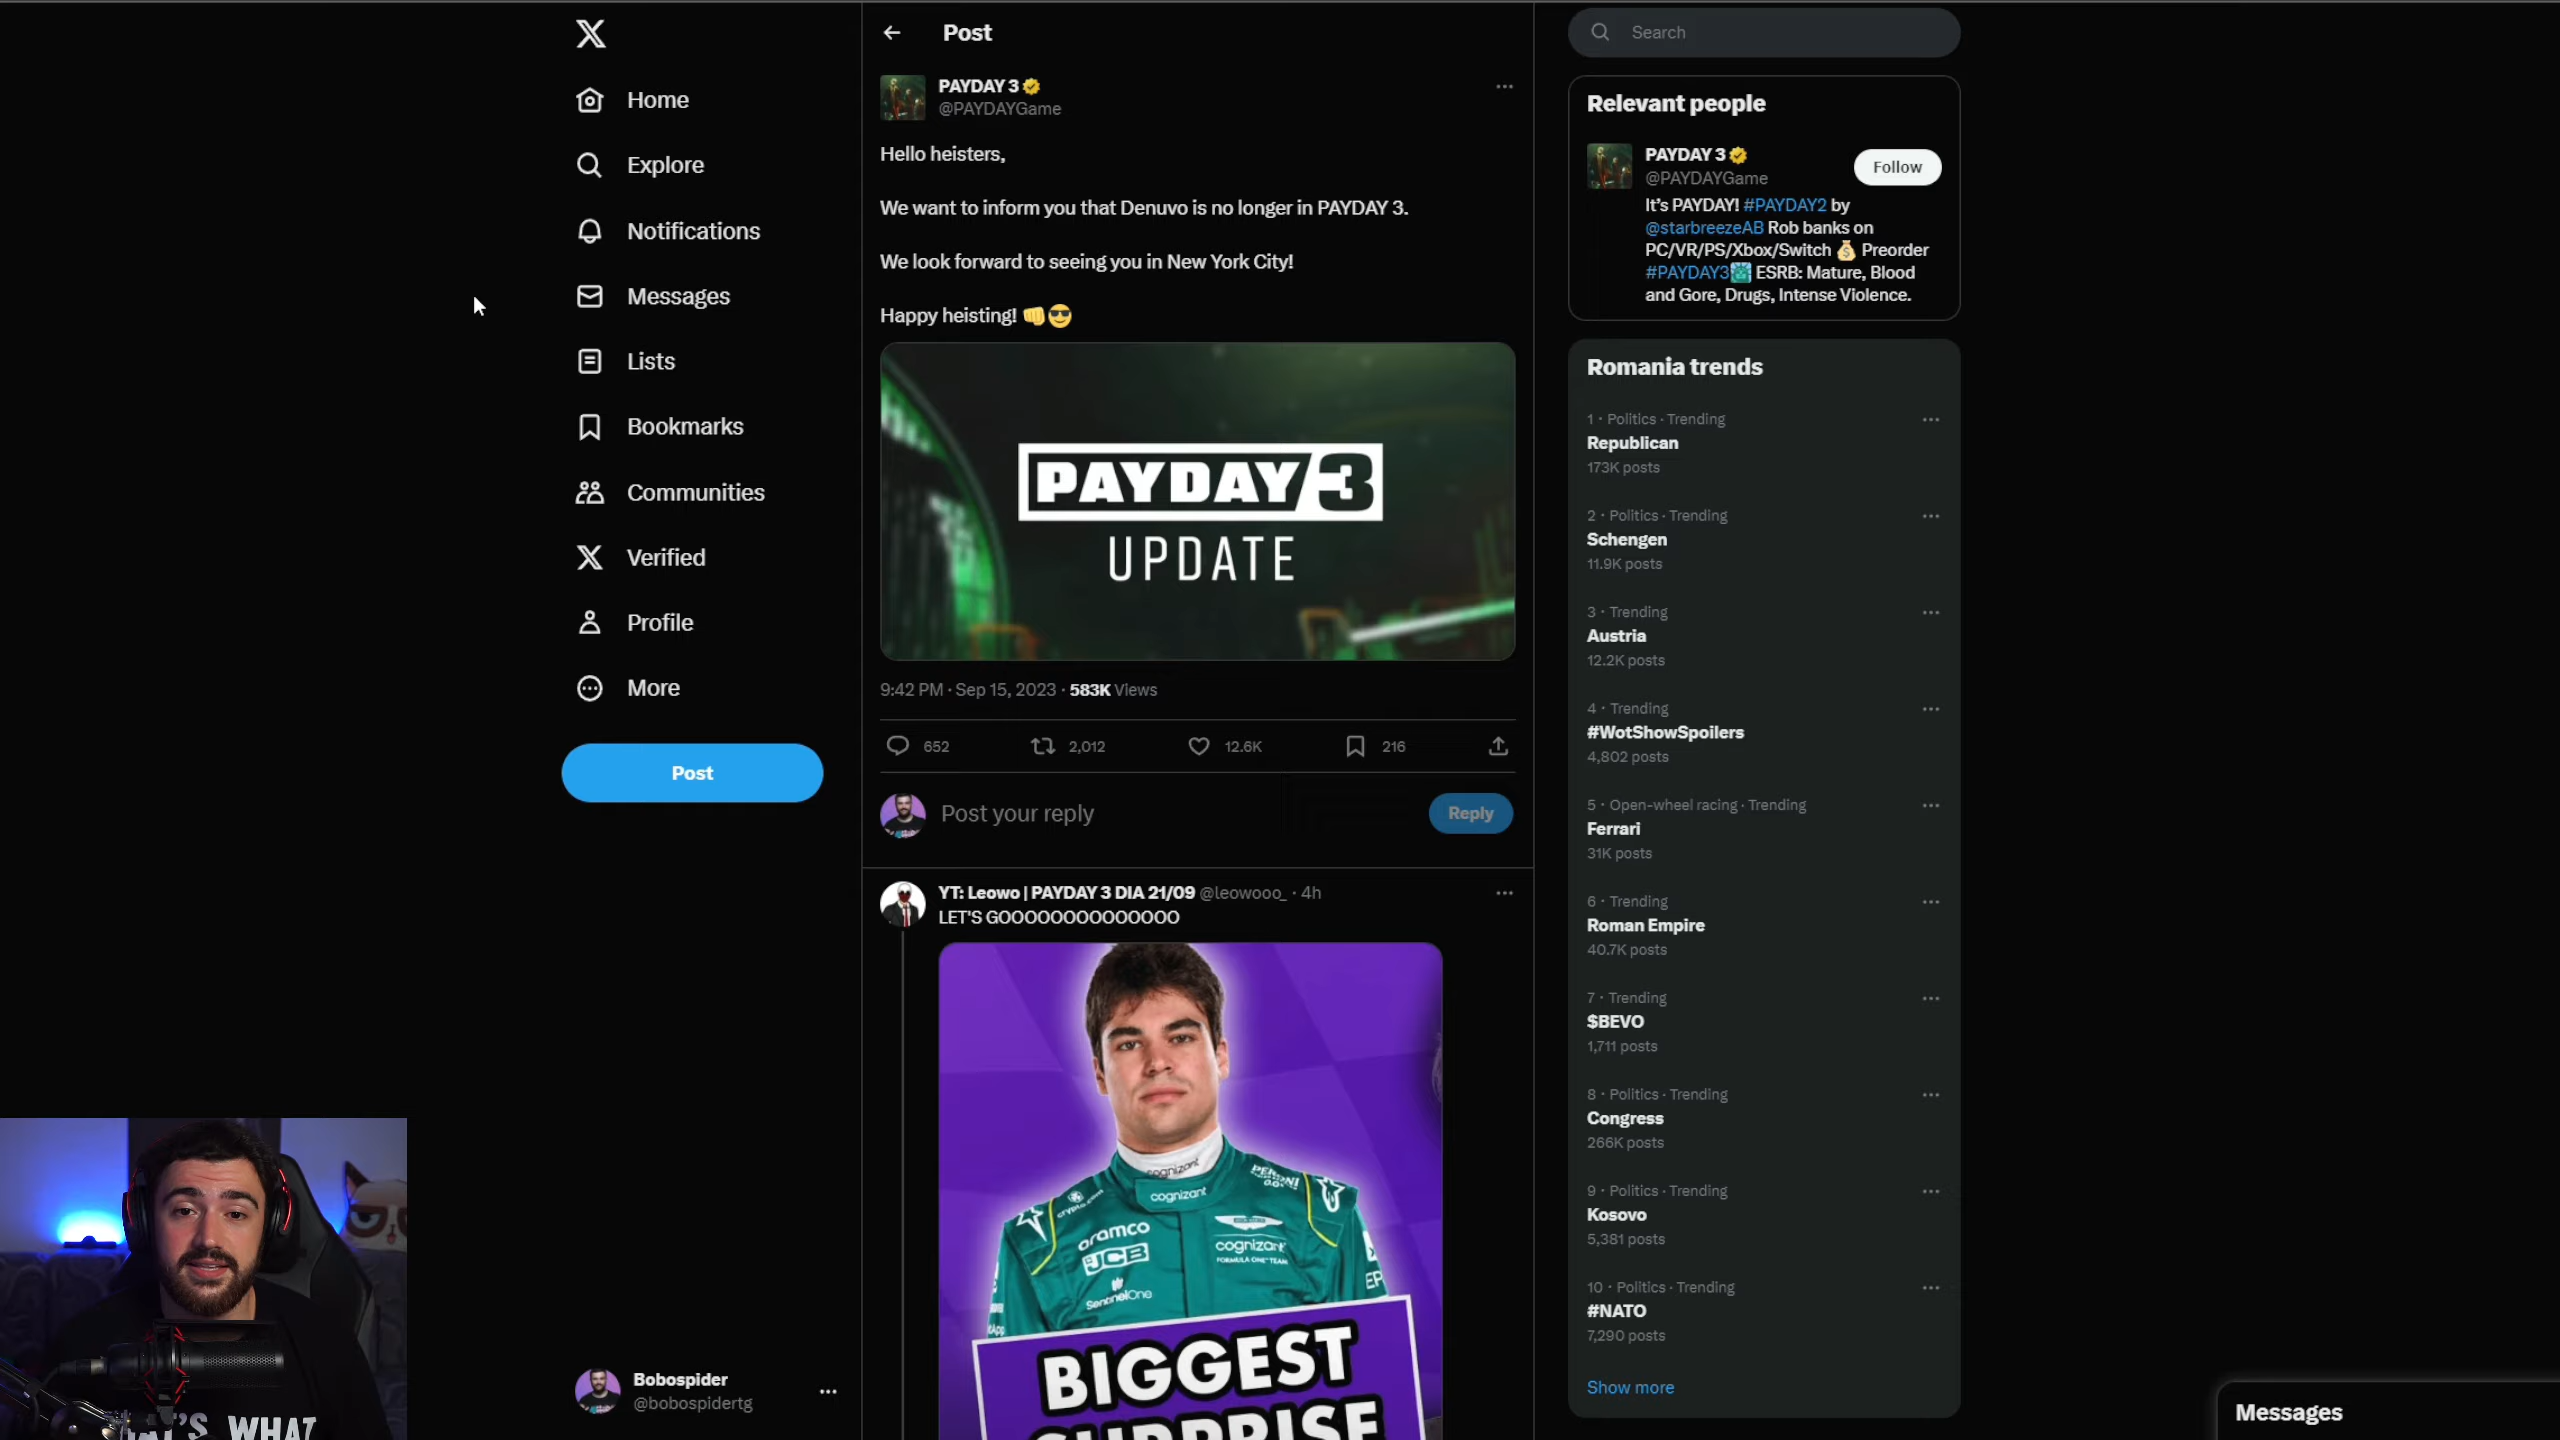 Home
Explore
Notifications
Messages
Lists
Bookmarks
Communities
Verified
Profile
More
Post
Bobospider
@bobospidertg
Post
PAYDAY 3
@PAYDAYGame
Hello heisters,
We want to inform you that Denuvo is no longer in PAYDAY 3.
We look forward to seeing you in New York City!
Happy heisting! 👊😎
PAYDAY 3
UPDATE
9:42 PM · Sep 15, 2023 · 583K Views
652
2,012
12.6K
216
Post your reply
Reply
YT: Leowo | PAYDAY 3 DIA 21/09 @leowooo_ · 4h
LET'S GOOOOOOOOOOOOOO
cognizant
cognizant
crypto.com
aramco
JCB
cognizant
FORMULA ONE TEAM
SentinelOne
BIGGEST
SURPRISE
Search
Relevant people
PAYDAY 3
@PAYDAYGame
Follow
It's PAYDAY! #PAYDAY2 by
@starbreezeAB Rob banks on
PC/VR/PS/Xbox/Switch 💰 Preorder
#PAYDAY3 ESRB: Mature, Blood
and Gore, Drugs, Intense Violence.
Romania trends
1 · Politics · Trending
Republican
173K posts
2 · Politics · Trending
Schengen
11.9K posts
3 · Trending
Austria
12.2K posts
4 · Trending
#WotShowSpoilers
4,802 posts
5 · Open-wheel racing · Trending
Ferrari
31K posts
6 · Trending
Roman Empire
40.7K posts
7 · Trending
$BEVO
1,711 posts
8 · Politics · Trending
Congress
266K posts
9 · Politics · Trending
Kosovo
5,381 posts
10 · Politics · Trending
#NATO
7,290 posts
Show more
Messages
WHAT